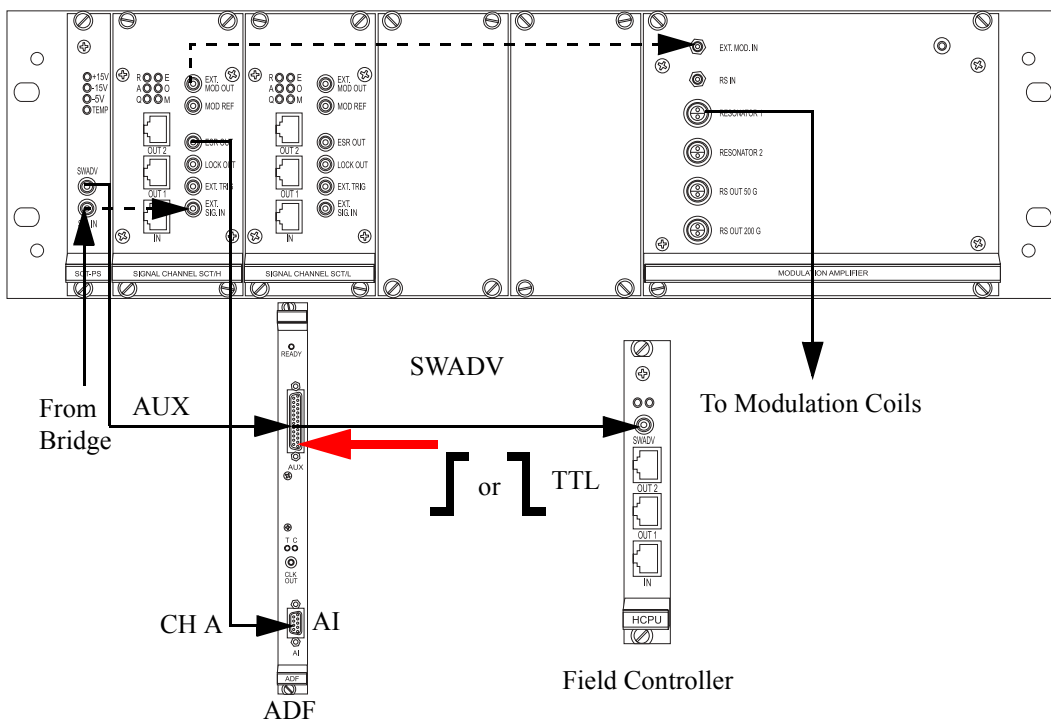 +15V
-15V
-5V
TEMP
SWADV
IN
SCT-PS
R E
A O
Q M
EXT.
MOD OUT
MOD REF
ESR OUT
OUT 2
LOCK OUT
EXT. TRIG
OUT 1
EXT.
SIG. IN
IN
SIGNAL CHANNEL SCT/H
R E
A O
Q M
EXT.
MOD OUT
MOD REF
ESR OUT
OUT 2
LOCK OUT
EXT. TRIG
OUT 1
EXT.
SIG. IN
IN
SIGNAL CHANNEL SCT/L
EXT. MOD. IN
RS IN
RESONATOR 1
RESONATOR 2
RS OUT 50 G
RS OUT 200 G
MODULATION AMPLIFIER
From
Bridge
AUX
SWADV
To Modulation Coils
READY
AUX
T C
CLK
OUT
CH A
AI
AI
ADF
ADF
or
TTL
SWADV
OUT 2
OUT 1
IN
HCPU
Field Controller